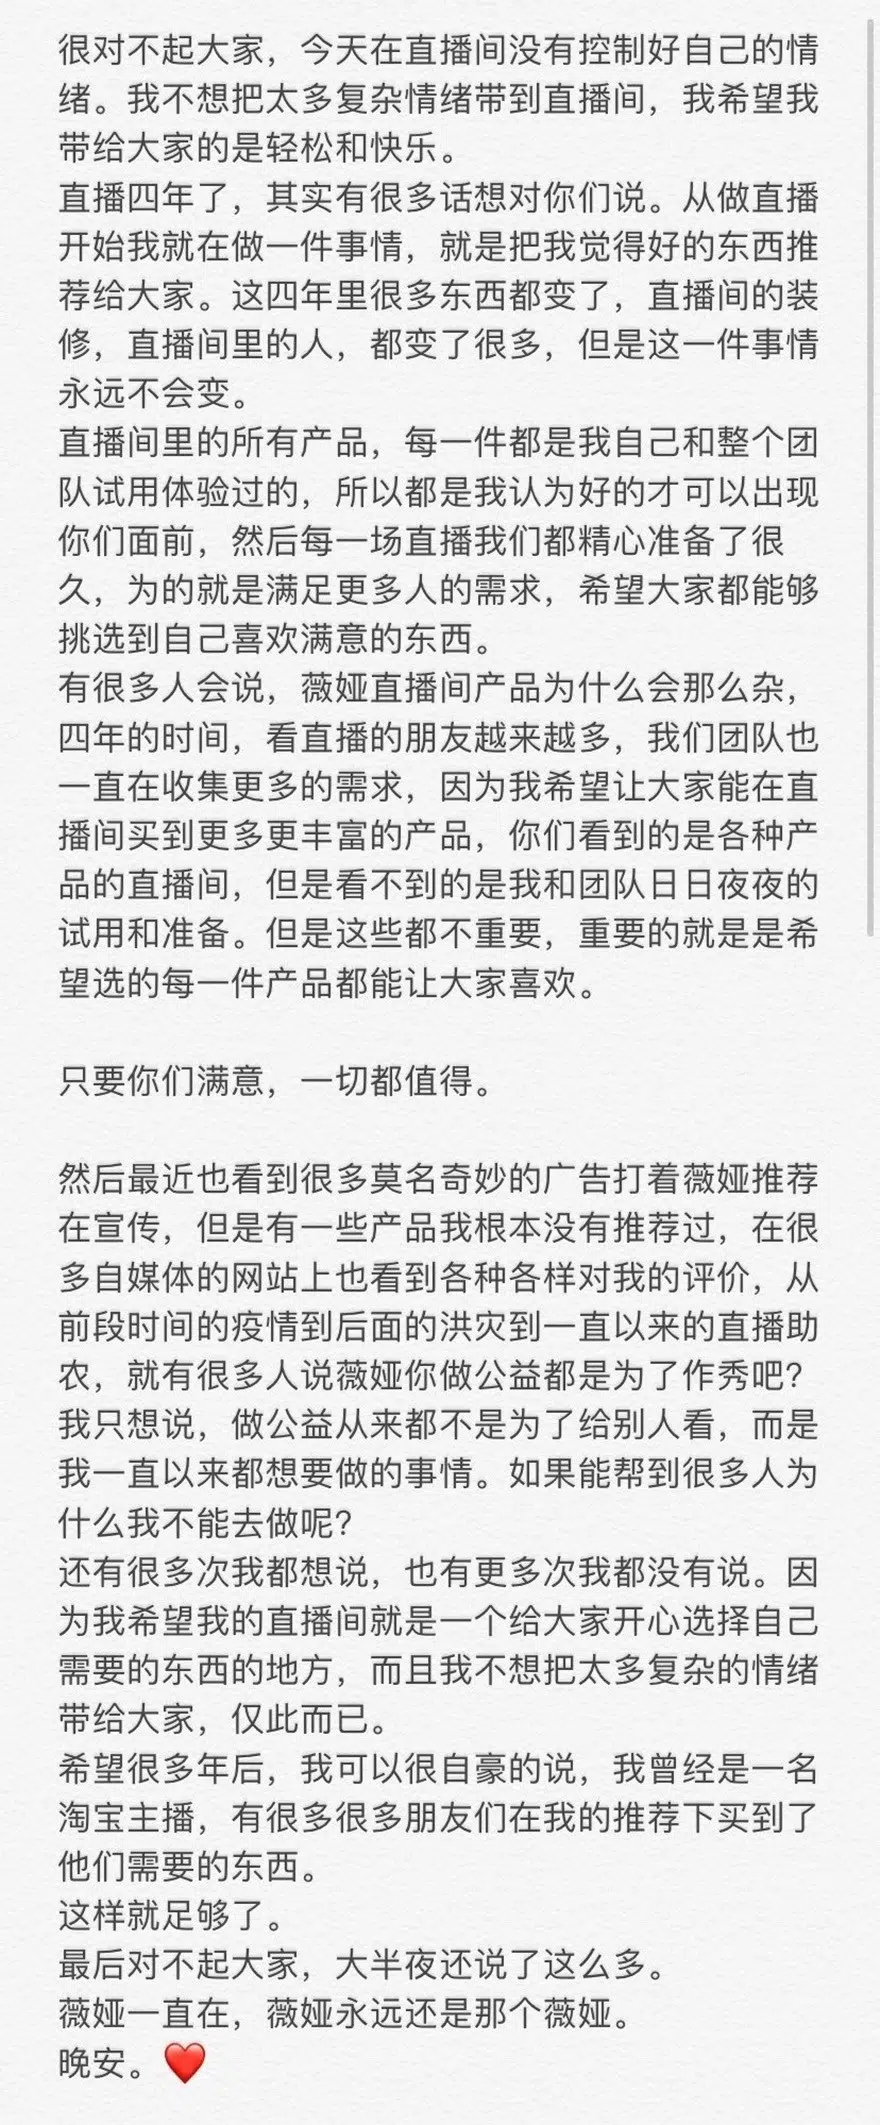 很对不起大家，今天在直播间没有控制好自己的情
绪。我不想把太多复杂情绪带到直播间，我希望我
带给大家的是轻松和快乐。
直播四年了，其实有很多话想对你们说。从做直播
开始我就在做一件事情，就是把我觉得好的东西推
荐给大家。这四年里很多东西都变了，直播间的装
修，直播间里的人，都变了很多，但是这一件事情
永远不会变。
直播间里的所有产品，每一件都是我自己和整个团
队试用体验过的，所以都是我认为好的才可以出现
你们面前，然后每一场直播我们都精心准备了很
久，为的就是满足更多人的需求，希望大家都能够
挑选到自己喜欢满意的东西。
有很多人会说，薇娅直播间产品为什么会那么杂，
四年的时间，看直播的朋友越来越多，我们团队也
一直在收集更多的需求，因为我希望让大家能在直
播间买到更多更丰富的产品，你们看到的是各种产
品的直播间，但是看不到的是我和团队日日夜夜的
试用和准备。但是这些都不重要，重要的就是是希
望选的每一件产品都能让大家喜欢。
只要你们满意，一切都值得。
然后最近也看到很多莫名奇妙的广告打着薇娅推荐
在宣传，但是有一些产品我根本没有推荐过，在很
多自媒体的网站上也看到各种各样对我的评价，从
前段时间的疫情到后面的洪灾到一直以来的直播助
农，就有很多人说薇娅你做公益都是为了作秀吧？
我只想说，做公益从来都不是为了给别人看，而是
我一直以来都想要做的事情。如果能帮到很多人为
什么我不能去做呢？
还有很多次我都想说，也有更多次我都没有说。因
为我希望我的直播间就是一个给大家开心选择自己
需要的东西的地方，而且我不想把太多复杂的情绪
带给大家，仅此而已。
希望很多年后，我可以很自豪的说，我曾经是一名
淘宝主播，有很多很多朋友们在我的推荐下买到了
他们需要的东西。
这样就足够了。
最后对不起大家，大半夜还说了这么多。
薇娅一直在，薇娅永远还是那个薇娅。
晚安。❤️